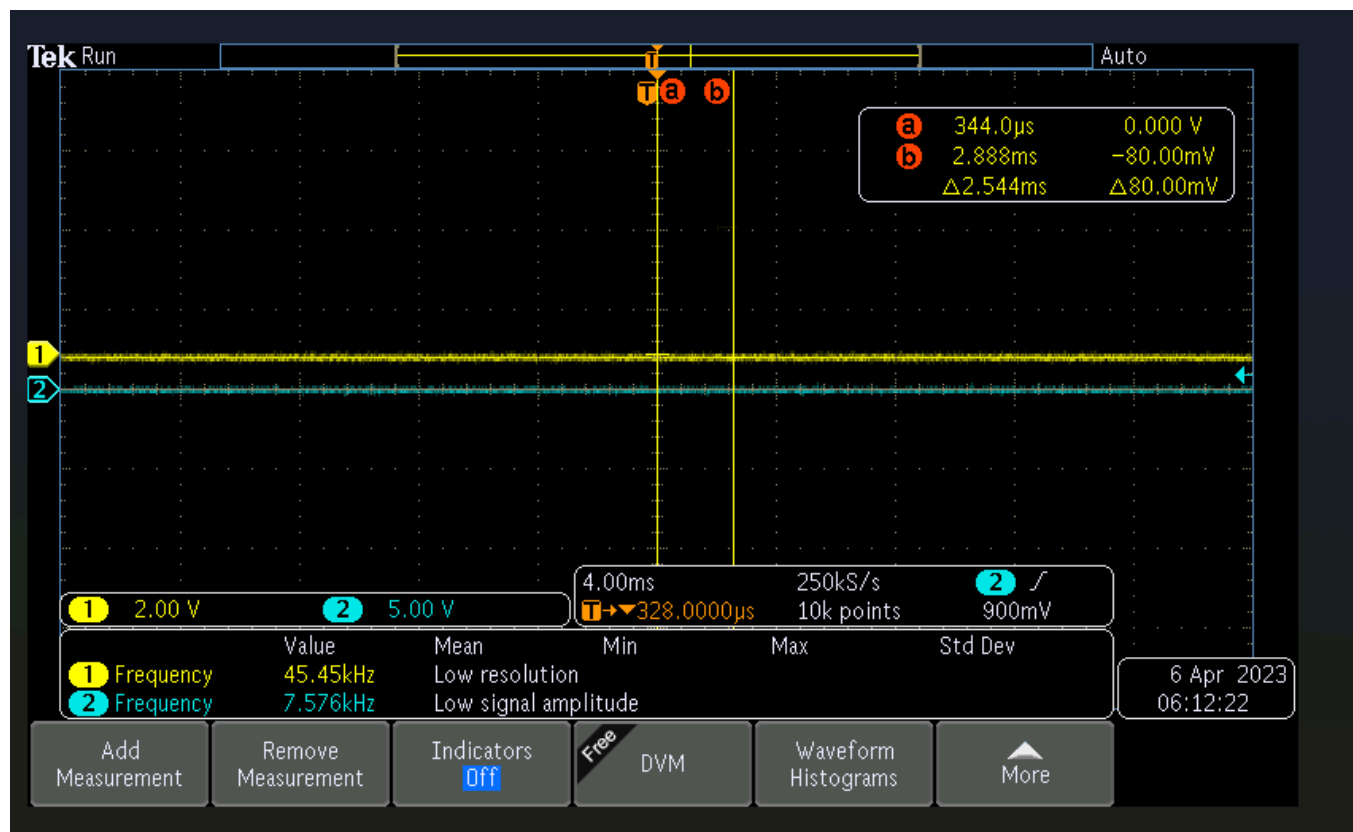 Tek Run
T
Auto
T a b
a 344.0µs 0.000 V
b 2.888ms −80.00mV
△2.544ms △80.00mV
1
2
4.00ms 250kS/s 2
1 2.00 V 2 5.00 V
T→▼328.0000µs 10k points 900mV
Value Mean Min Max Std Dev
1 Frequency 45.45kHz Low resolution
2 Frequency 7.576kHz Low signal amplitude
6 Apr 2023
06:12:22
Add
Measurement
Remove
Measurement
Indicators
Off
Free
DVM
Waveform
Histograms
More